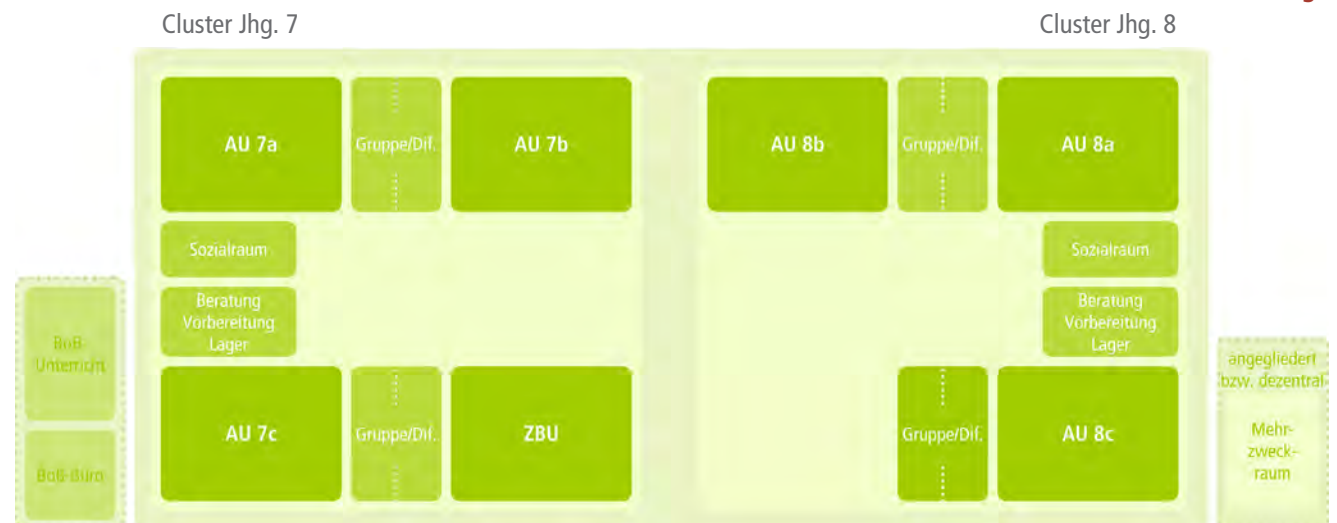 Cluster Jhg. 7
Cluster Jhg. 8
AU 7a
Gruppe/Dif.
AU 7b
AU 8b
Gruppe/Dif.
AU 8a
Sozialraum
Sozialraum
Beratung
Vorbereitung
Lager
Beratung
Vorbereitung
Lager
BoB-
Unterricht
BoB-Büro
AU 7c
Gruppe/Dif.
ZBU
Gruppe/Dif.
AU 8c
angegliedert
bzw. dezentral
Mehr-
zweck-
raum